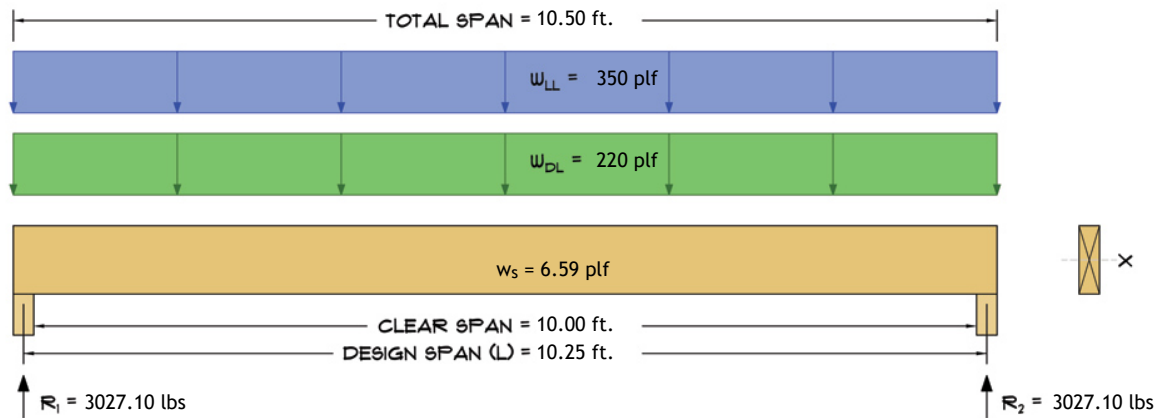 TOTAL SPAN = 10.50 ft.
WLL = 350 plf
WDL = 220 plf
ws = 6.59 plf
X
CLEAR SPAN = 10.00 ft.
DESIGN SPAN (L) = 10.25 ft.
R1 = 3027.10 lbs
R2 = 3027.10 lbs